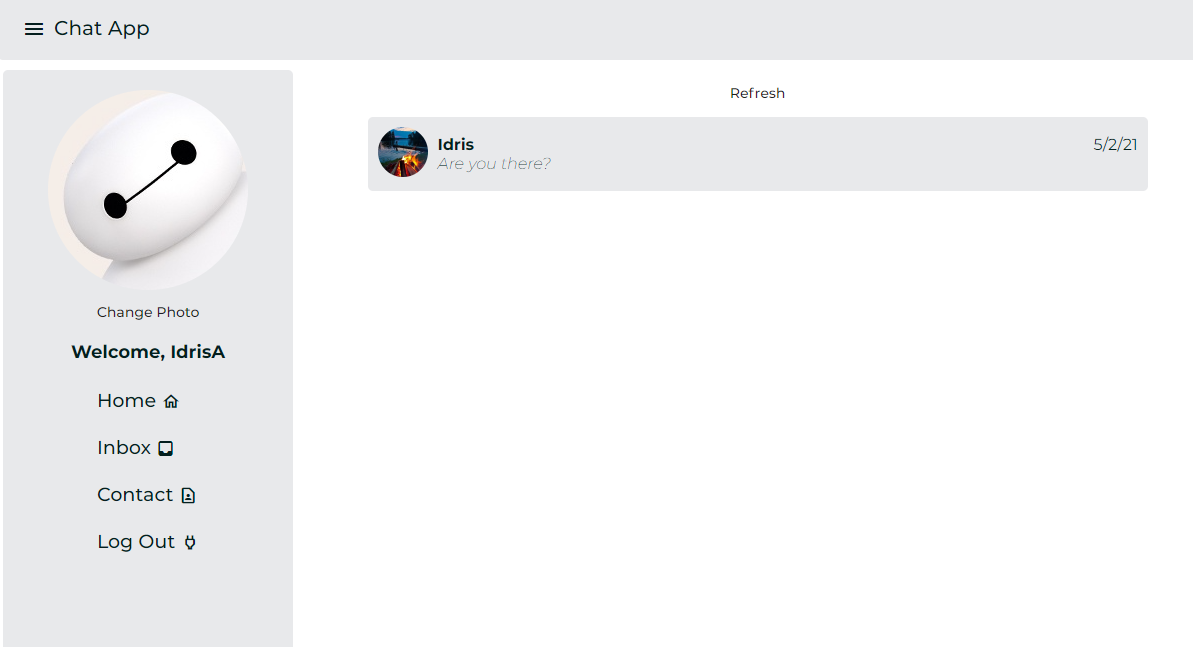 Chat App
Change Photo
Welcome, IdrisA
Home
Inbox
Contact
Log Out
Refresh
Idris
5/2/21
Are you there?